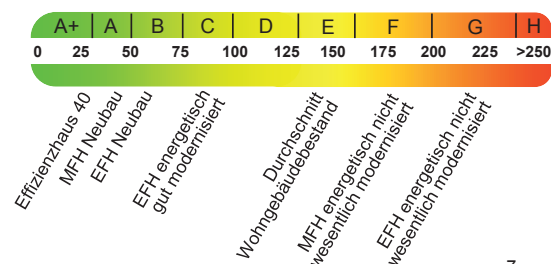 A+ A B C D E F G H
0 25 50 75 100 125 150 175 200 225 >250
Effizienzhaus 40
MFH Neubau
EFH Neubau
EFH energetisch
gut modernisiert
Durchschnitt
Wohngebäudebestand
MFH energetisch nicht
wesentlich modernisiert
EFH energetisch nicht
wesentlich modernisiert
7